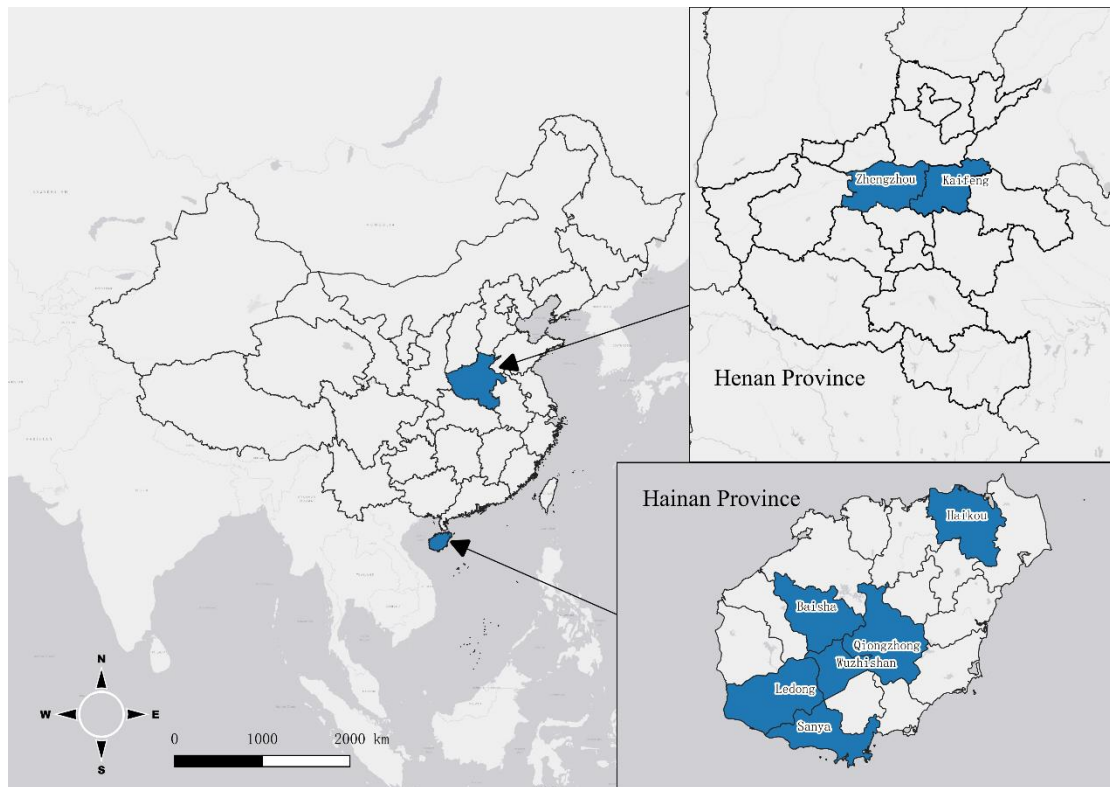 Zhengzhou
Kaifeng
Henan Province
Hainan Province
Haikou
Baisha
Qiongzhong
Wuzhishan
Ledong
Sanya
N
W
E
S
0
1000
2000 km